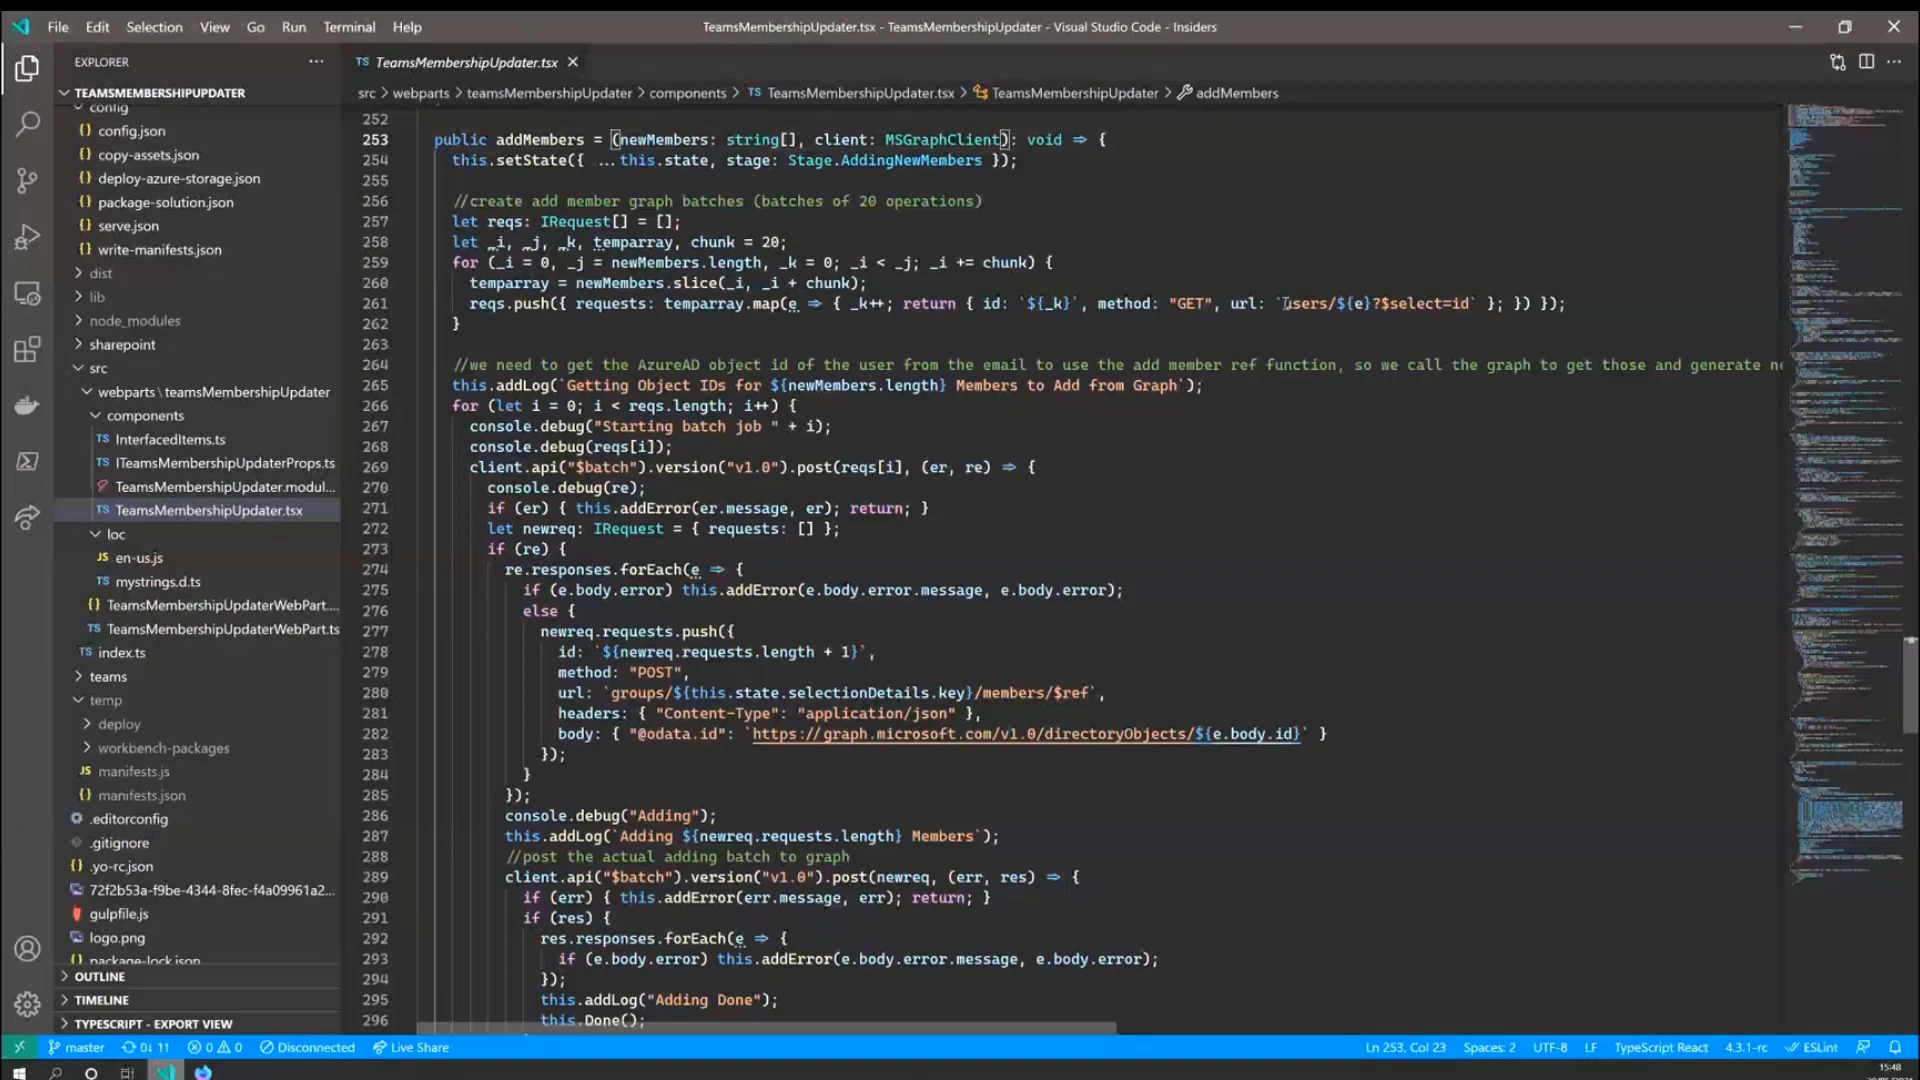 File Edit Selection View Go Run Terminal Help
TeamsMembershipUpdater.tsx - TeamsMembershipUpdater - Visual Studio Code - Insiders
EXPLORER
TEAMSMEMBERSHIPUPDATER
config
config.json
copy-assets.json
deploy-azure-storage.json
package-solution.json
serve.json
write-manifests.json
dist
lib
node_modules
sharepoint
src
webparts\teamsMembershipUpdater
components
InterfacedItems.ts
ITeamsMembershipUpdaterProps.ts
TeamsMembershipUpdater.modul...
TeamsMembershipUpdater.tsx
loc
en-us.js
mystrings.d.ts
TeamsMembershipUpdaterWebPart....
TeamsMembershipUpdaterWebPart.ts
index.ts
teams
temp
deploy
workbench-packages
manifests.js
manifests.json
.editorconfig
.gitignore
.yo-rc.json
72f2b53a-f9be-4344-8fec-f4a09961a2...
gulpfile.js
logo.png
package-lock.json
OUTLINE
TIMELINE
TYPESCRIPT - EXPORT VIEW
TS TeamsMembershipUpdater.tsx
src > webparts > teamsMembershipUpdater > components > TS TeamsMembershipUpdater.tsx > TeamsMembershipUpdater > addMembers
252
253 public addMembers = (newMembers: string[], client: MSGraphClient): void => {
254 this.setState({ ...this.state, stage: Stage.AddingNewMembers });
255
256 //create add member graph batches (batches of 20 operations)
257 let reqs: IRequest[] = [];
258 let _i, _j, _k, temparray, chunk = 20;
259 for (_i = 0, _j = newMembers.length, _k = 0; _i < _j; _i += chunk) {
260 temparray = newMembers.slice(_i, _i + chunk);
261 reqs.push({ requests: temparray.map(e => { _k++; return { id: `${_k}`, method: "GET", url: `users/${e}?$select=id` }; }) });
262 }
263
264 //we need to get the AzureAD object id of the user from the email to use the add member ref function, so we call the graph to get those and generate ne
265 this.addLog(`Getting Object IDs for ${newMembers.length} Members to Add from Graph`);
266 for (let i = 0; i < reqs.length; i++) {
267 console.debug("Starting batch job " + i);
268 console.debug(reqs[i]);
269 client.api("$batch").version("v1.0").post(reqs[i], (er, re) => {
270 console.debug(re);
271 if (er) { this.addError(er.message, er); return; }
272 let newreq: IRequest = { requests: [] };
273 if (re) {
274 re.responses.forEach(e => {
275 if (e.body.error) this.addError(e.body.error.message, e.body.error);
276 else {
277 newreq.requests.push({
278 id: `${newreq.requests.length + 1}`,
279 method: "POST",
280 url: `groups/${this.state.selectionDetails.key}/members/$ref`,
281 headers: { "Content-Type": "application/json" },
282 body: { "@odata.id": `https://graph.microsoft.com/v1.0/directoryObjects/${e.body.id}` }
283 });
284 }
285 });
286 console.debug("Adding");
287 this.addLog(`Adding ${newreq.requests.length} Members`);
288 //post the actual adding batch to graph
289 client.api("$batch").version("v1.0").post(newreq, (err, res) => {
290 if (err) { this.addError(err.message, err); return; }
291 if (res) {
292 res.responses.forEach(e => {
293 if (e.body.error) this.addError(e.body.error.message, e.body.error);
294 });
295 this.addLog("Adding Done");
296 this.Done();
master 0↓ 1↑ 0 0 Disconnected Live Share
Ln 253, Col 23 Spaces: 2 UTF-8 LF TypeScript React 4.3.1-rc ESLint
15:48